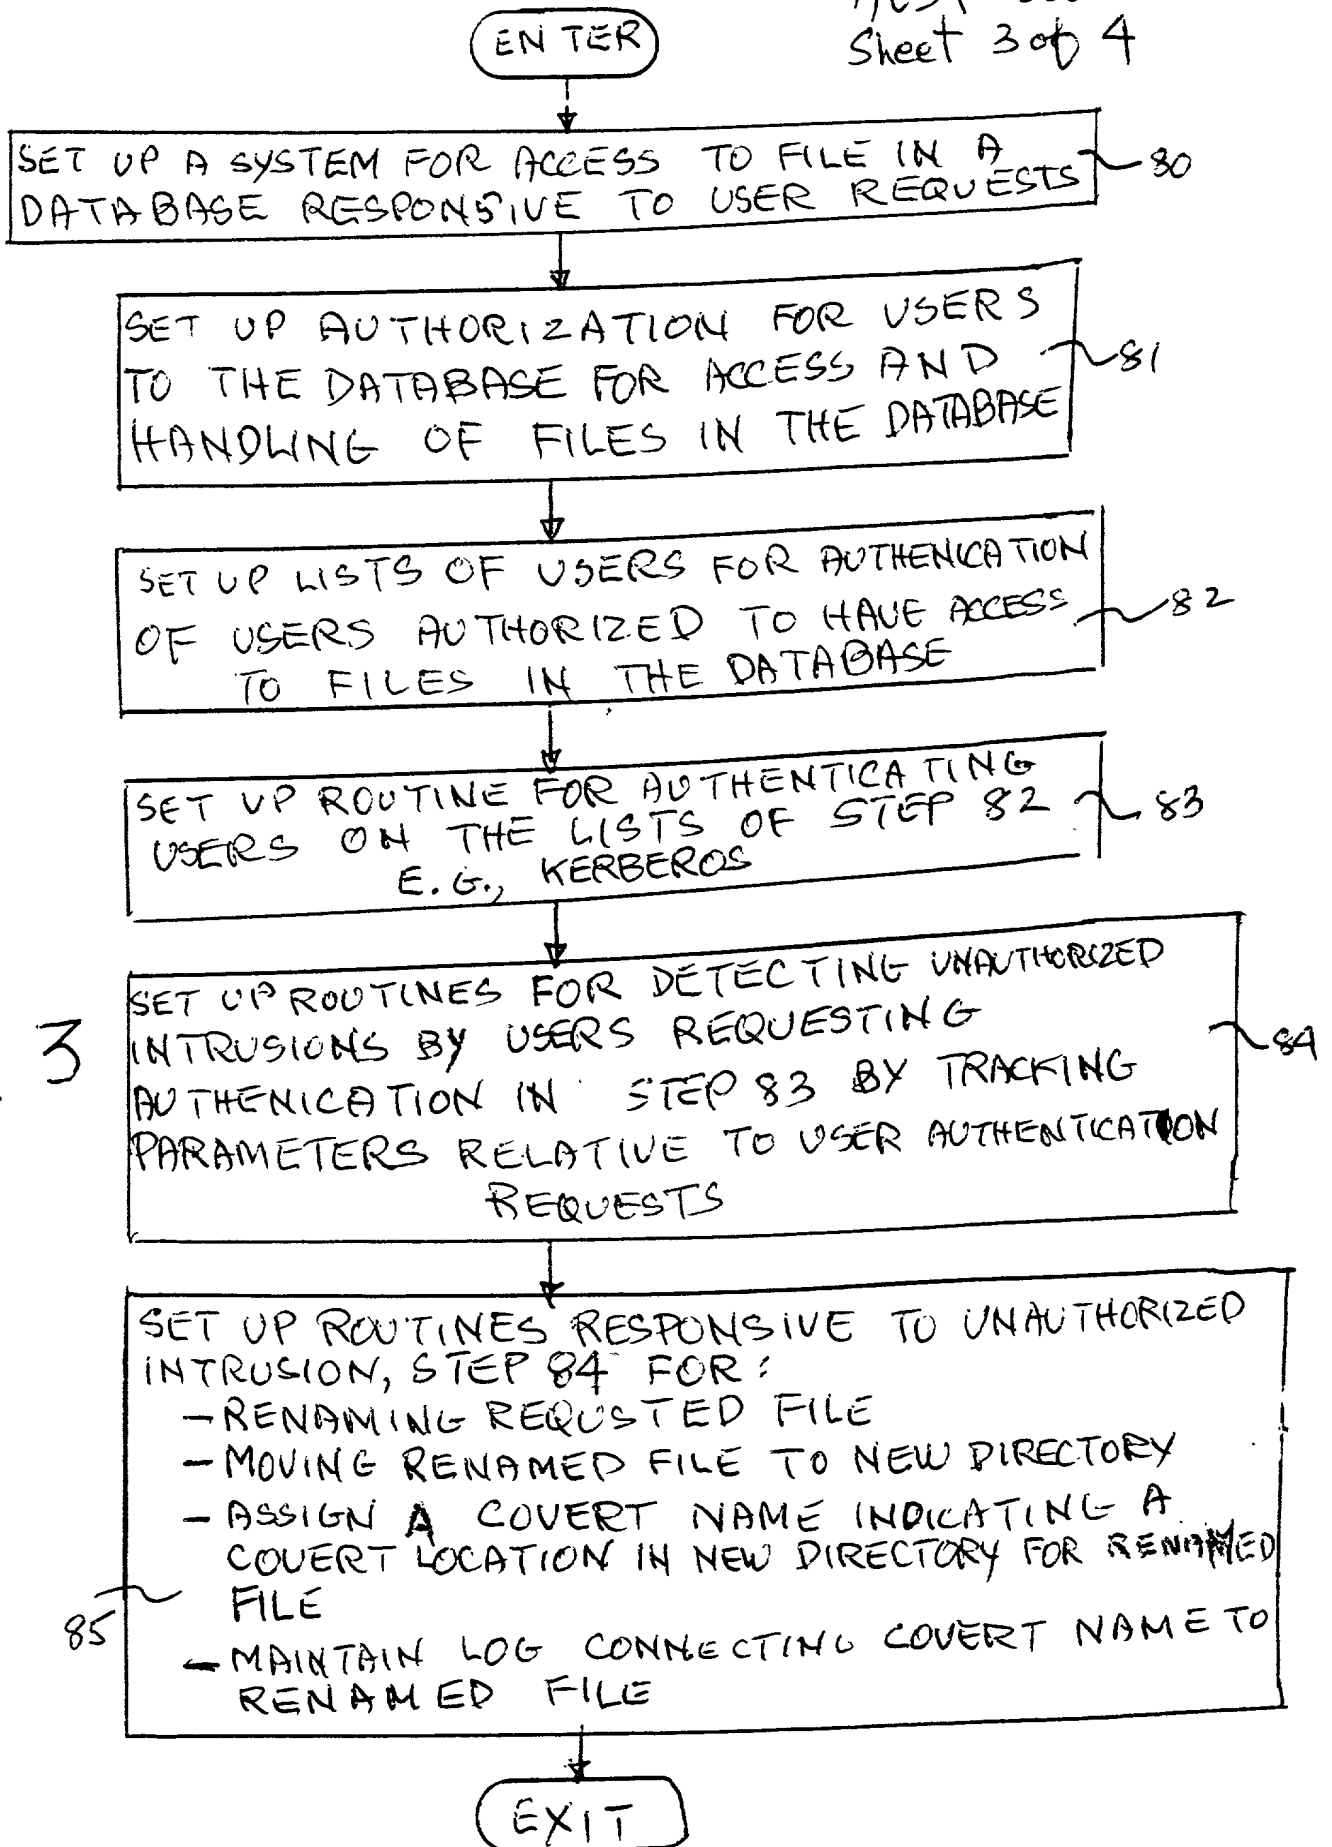 ENTER
Sheet 3 of 4
SET UP A SYSTEM FOR ACCESS TO FILE IN A
DATABASE RESPONSIVE TO USER REQUESTS
80
SET UP AUTHORIZATION FOR USERS
TO THE DATABASE FOR ACCESS AND
HANDLING OF FILES IN THE DATABASE
81
SET UP LISTS OF USERS FOR AUTHENICATION
OF USERS AUTHORIZED TO HAVE ACCESS
TO FILES IN THE DATABASE
82
SET UP ROUTINE FOR AUTHENTICATING
USERS ON THE LISTS OF STEP 82
E.G., KERBEROS
83
3
SET UP ROUTINES FOR DETECTING UNAUTHORIZED
INTRUSIONS BY USERS REQUESTING
AUTHENICATION IN STEP 83 BY TRACKING
PARAMETERS RELATIVE TO USER AUTHENTICATION
REQUESTS
84
SET UP ROUTINES RESPONSIVE TO UNAUTHORIZED
INTRUSION, STEP 84 FOR:
- RENAMING REQUSTED FILE
- MOVING RENAMED FILE TO NEW DIRECTORY
- ASSIGN A COVERT NAME INDICATING A
COVERT LOCATION IN NEW DIRECTORY FOR RENAMED
FILE
85
- MAINTAIN LOG CONNECTING COVERT NAME TO
RENAMED FILE
EXIT